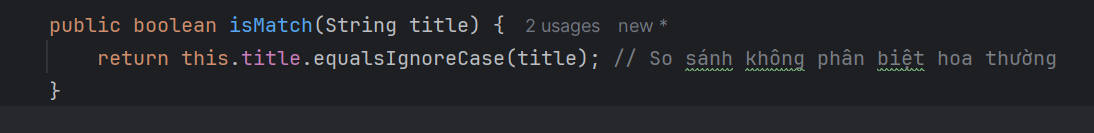 public boolean isMatch(String title) { 2 usages new *
return this.title.equalsIgnoreCase(title); // So sánh không phân biệt hoa thường
}